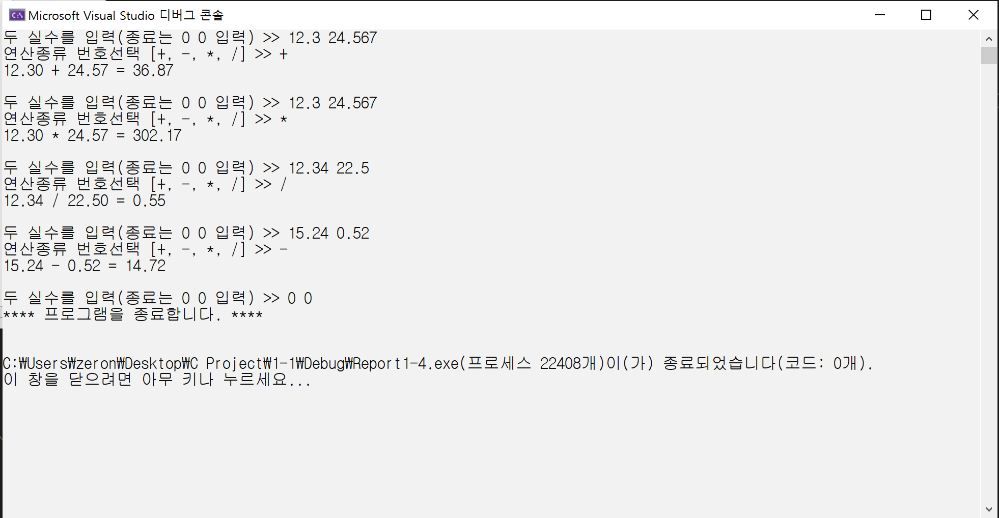 Microsoft Visual Studio 디버그 콘솔
두 실수를 입력(종료는 0 0 입력) >> 12.3 24.567
연산종류 번호선택 [+, -, *, /] >> +
12.30 + 24.57 = 36.87
두 실수를 입력(종료는 0 0 입력) >> 12.3 24.567
연산종류 번호선택 [+, -, *, /] >> *
12.30 * 24.57 = 302.17
두 실수를 입력(종료는 0 0 입력) >> 12.34 22.5
연산종류 번호선택 [+, -, *, /] >> /
12.34 / 22.50 = 0.55
두 실수를 입력(종료는 0 0 입력) >> 15.24 0.52
연산종류 번호선택 [+, -, *, /] >> -
15.24 - 0.52 = 14.72
두 실수를 입력(종료는 0 0 입력) >> 0 0
**** 프로그램을 종료합니다. ****
C:₩Users₩zeron₩Desktop₩C Project₩1-1₩Debug₩Report1-4.exe(프로세스 22408개)이(가) 종료되었습니다(코드: 0개).
이 창을 닫으려면 아무 키나 누르세요...